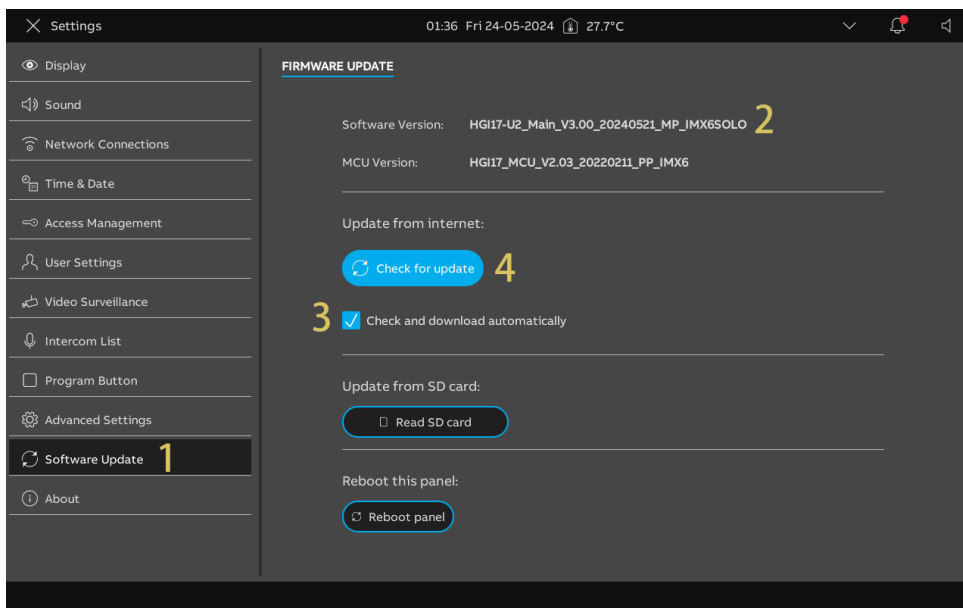 Settings
01:36 Fri 24-05-2024 27.7°C
Display
Sound
Network Connections
Time & Date
Access Management
User Settings
Video Surveillance
Intercom List
Program Button
Advanced Settings
Software Update 1
About
FIRMWARE UPDATE
Software Version: HGI17-U2_Main_V3.00_20240521_MP_IMX6SOLO 2
MCU Version: HGI17_MCU_V2.03_20220211_PP_IMX6
Update from internet:
Check for update 4
3 Check and download automatically
Update from SD card:
Read SD card
Reboot this panel:
Reboot panel